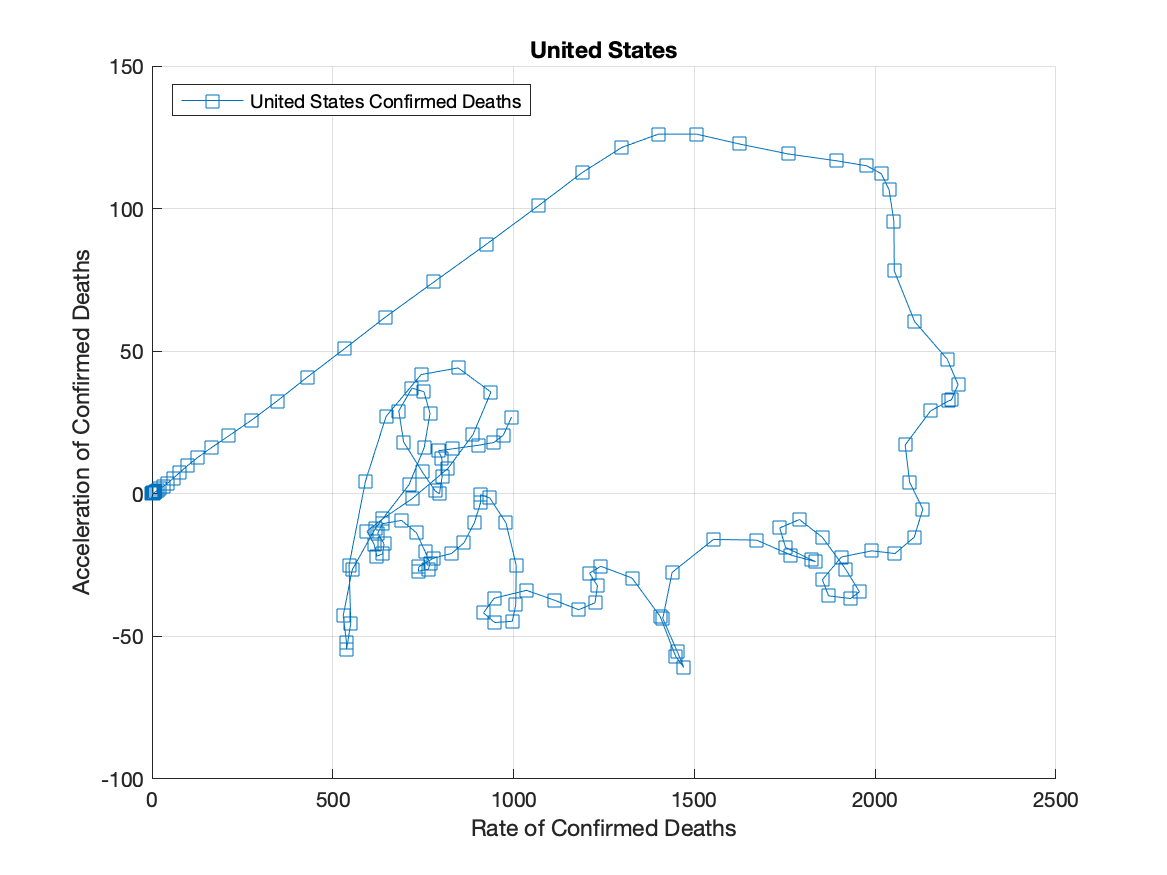 United States
150
United States Confirmed Deaths
100
50
0
-50
-100
Acceleration of Confirmed Deaths
0 500 1000 1500 2000 2500
Rate of Confirmed Deaths